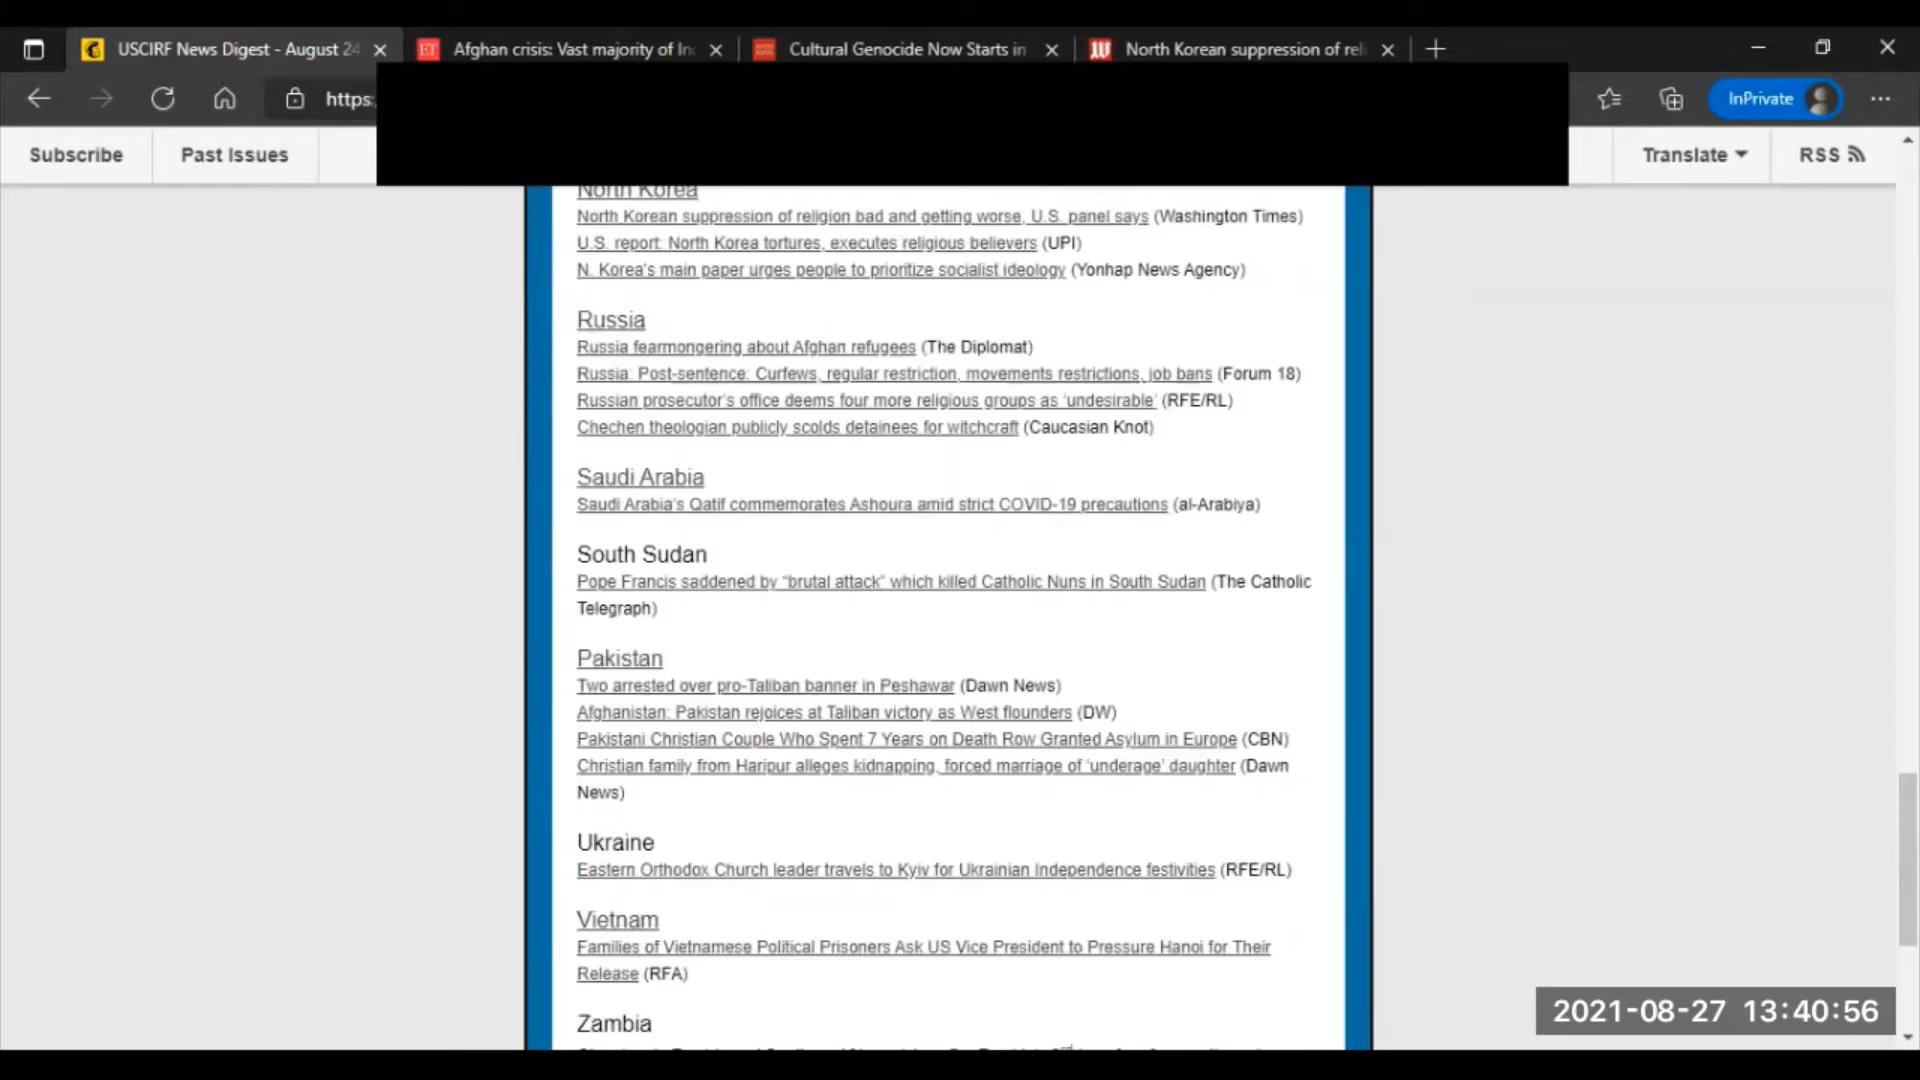 USCIRF News Digest - August 24
Afghan crisis: Vast majority of Inc
Cultural Genocide Now Starts in
North Korean suppression of reli
https:
InPrivate
Subscribe
Past Issues
Translate
RSS
North Korea
North Korean suppression of religion bad and getting worse, U.S. panel says (Washington Times)
U.S. report: North Korea tortures, executes religious believers (UPI)
N. Korea's main paper urges people to prioritize socialist ideology (Yonhap News Agency)
Russia
Russia fearmongering about Afghan refugees (The Diplomat)
Russia: Post-sentence: Curfews, regular restriction, movements restrictions, job bans (Forum 18)
Russian prosecutor's office deems four more religious groups as 'undesirable' (RFE/RL)
Chechen theologian publicly scolds detainees for witchcraft (Caucasian Knot)
Saudi Arabia
Saudi Arabia's Qatif commemorates Ashoura amid strict COVID-19 precautions (al-Arabiya)
South Sudan
Pope Francis saddened by "brutal attack" which killed Catholic Nuns in South Sudan (The Catholic
Telegraph)
Pakistan
Two arrested over pro-Taliban banner in Peshawar (Dawn News)
Afghanistan: Pakistan rejoices at Taliban victory as West flounders (DW)
Pakistani Christian Couple Who Spent 7 Years on Death Row Granted Asylum in Europe (CBN)
Christian family from Haripur alleges kidnapping, forced marriage of 'underage' daughter (Dawn
News)
Ukraine
Eastern Orthodox Church leader travels to Kyiv for Ukrainian Independence festivities (RFE/RL)
Vietnam
Families of Vietnamese Political Prisoners Ask US Vice President to Pressure Hanoi for Their
Release (RFA)
Zambia
2021-08-27 13:40:56